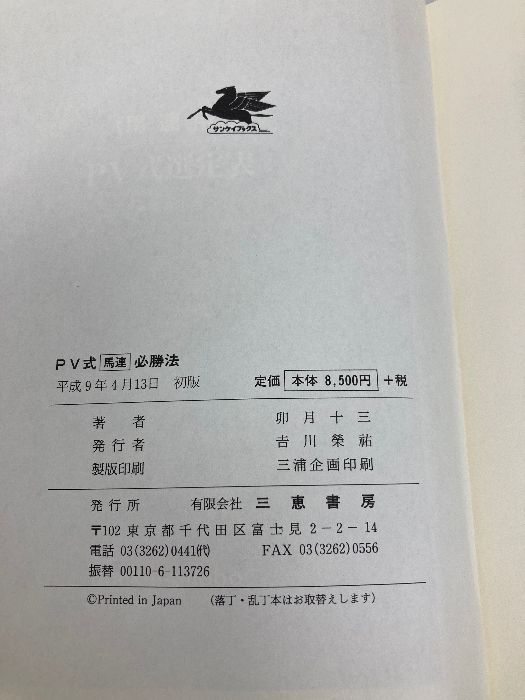 サンケイブックス
PV式 馬連 必勝法
平成9年4月13日 初版 定価 本体 8,500円 +税
著者 卯月十三
発行者 吉川榮祐
製版印刷 三浦企画印刷
発行所 有限会社 三恵書房
〒102 東京都千代田区富士見2-2-14
電話 03(3262)0441㈹ FAX 03(3262)0556
振替 00110-6-113726
©Printed in Japan (落丁・乱丁本はお取替えします)